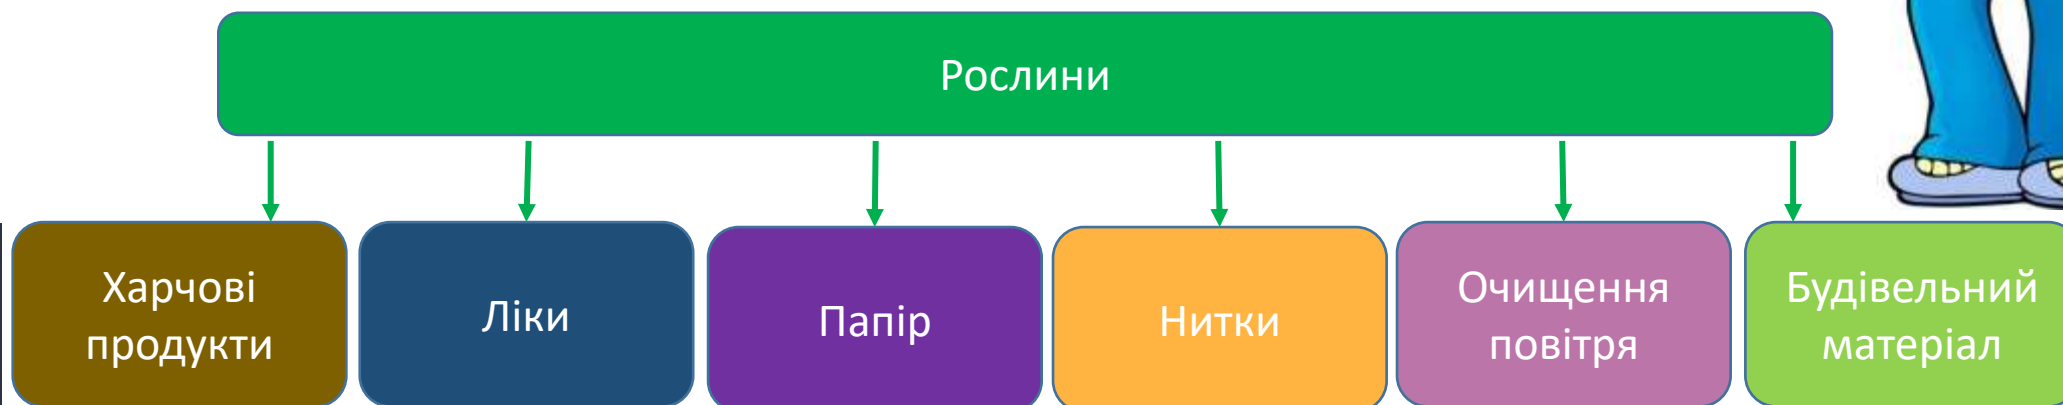 Рослини
Харчові
продукти
Ліки
Папір
Нитки
Очищення
повітря
Будівельний
матеріал